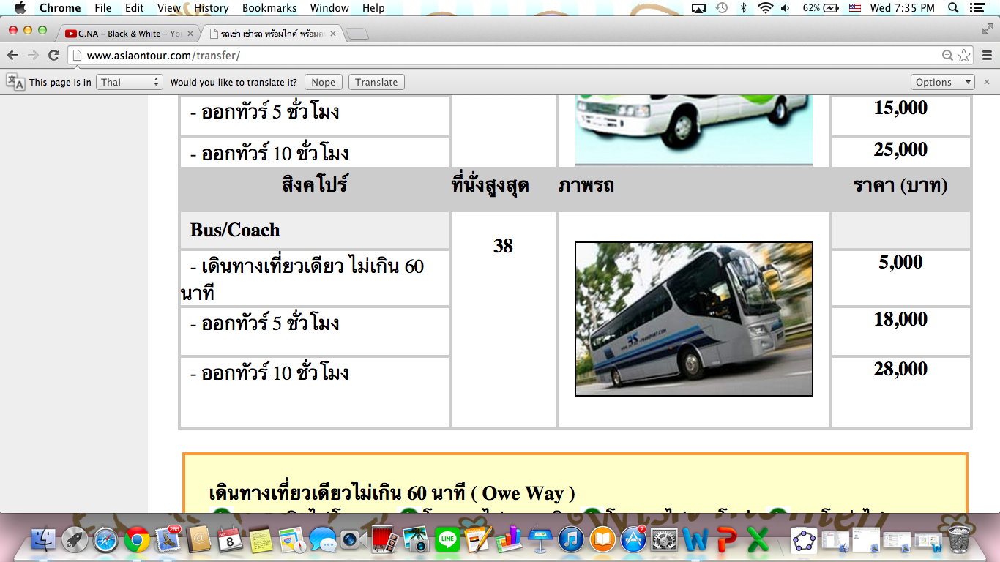 Chrome File Edit View History Bookmarks Window Help 62% Wed 7:35 PM
G.NA – Black & White – Yo
รถเช่า เช่ารถ พร้อมไกด์ พร้อมค
www.asiaontour.com/transfer/
This page is in Thai Would you like to translate it? Nope Translate Options
- ออกทัวร์ 5 ชั่วโมง 15,000
- ออกทัวร์ 10 ชั่วโมง 25,000
สิงคโปร์ ที่นั่งสูงสุด ภาพรถ ราคา (บาท)
Bus/Coach
38
- เดินทางเที่ยวเดียว ไม่เกิน 60 5,000
นาที
- ออกทัวร์ 5 ชั่วโมง 18,000
- ออกทัวร์ 10 ชั่วโมง 28,000
เดินทางเที่ยวเดียวไม่เกิน 60 นาที ( Owe Way )
285
OCT
8
LINE
2